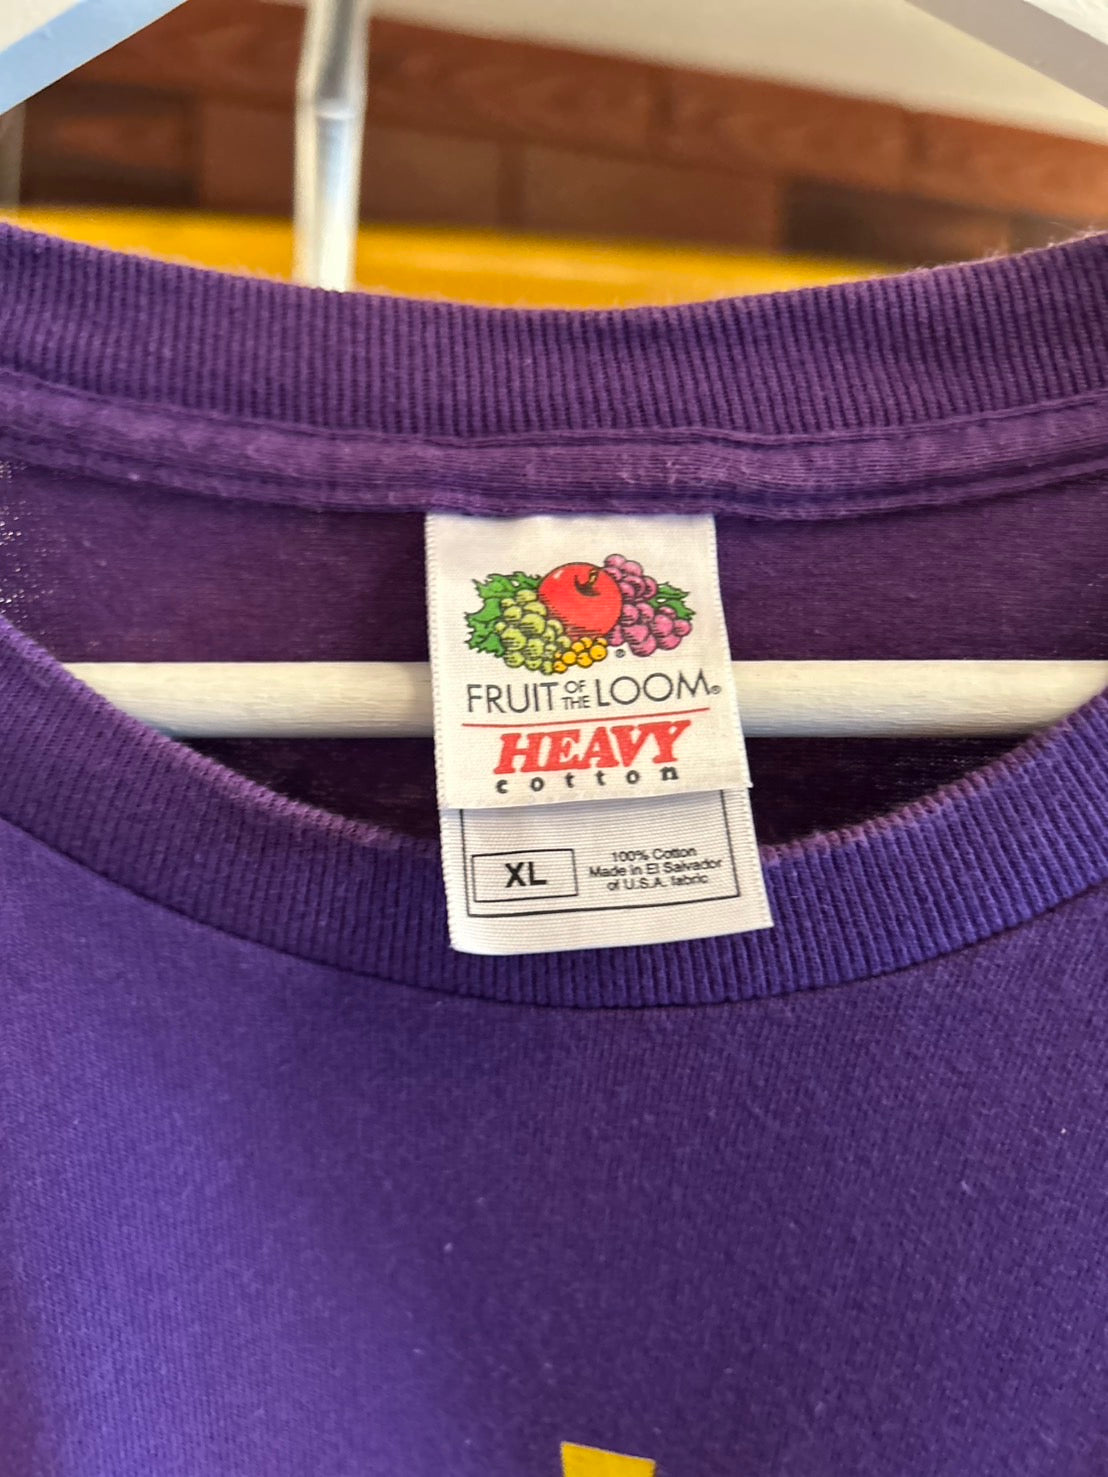 FRUIT OF THE LOOM®
HEAVY
cotton
XL
100% Cotton
Made in El Salvador
of U.S.A. fabric